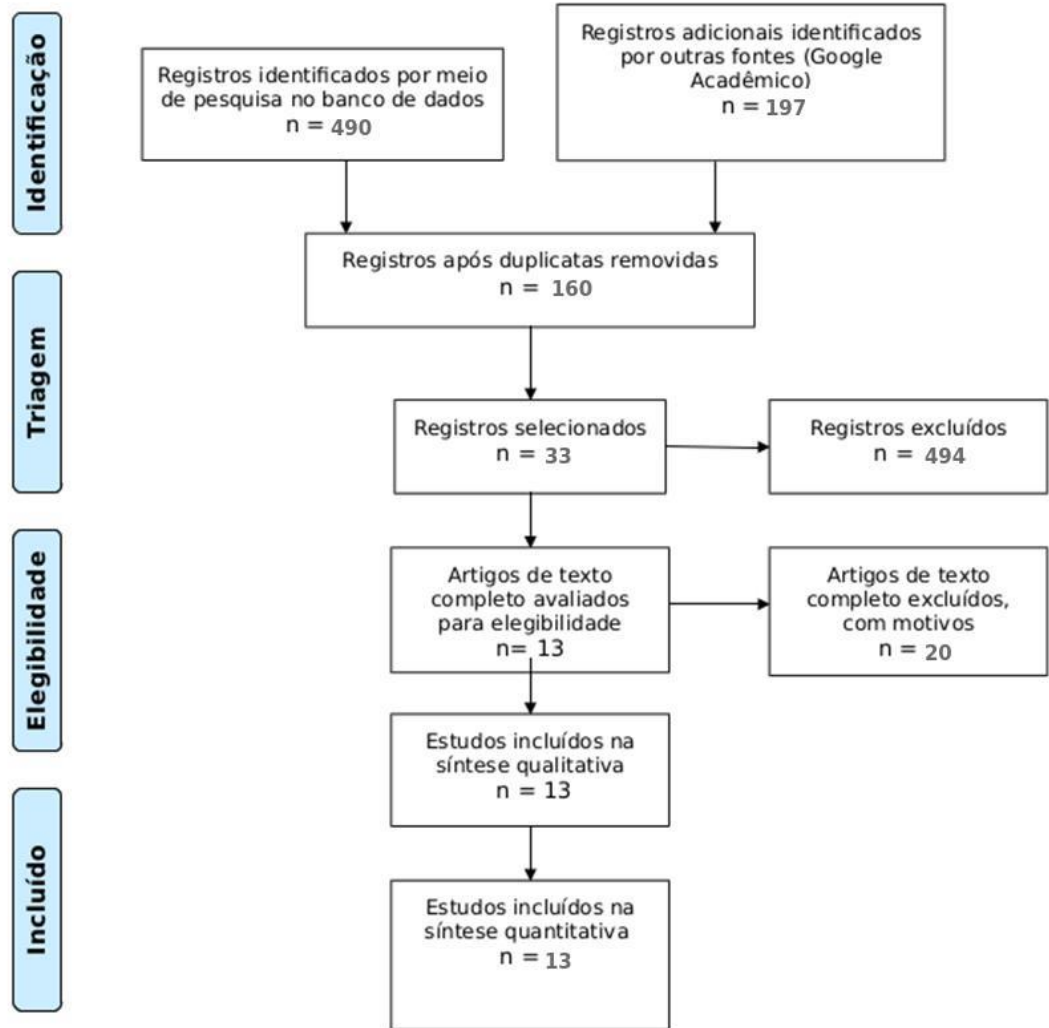 Identificação
Registros identificados por meio
de pesquisa no banco de dados
n = 490
Registros adicionais identificados
por outras fontes (Google
Acadêmico)
n = 197
Registros após duplicatas removidas
n = 160
Triagem
Registros selecionados
n = 33
Registros excluídos
n = 494
Elegibilidade
Artigos de texto
completo avaliados
para elegibilidade
n= 13
Artigos de texto
completo excluídos,
com motivos
n = 20
Estudos incluídos na
síntese qualitativa
n = 13
Incluído
Estudos incluídos na
síntese quantitativa
n = 13